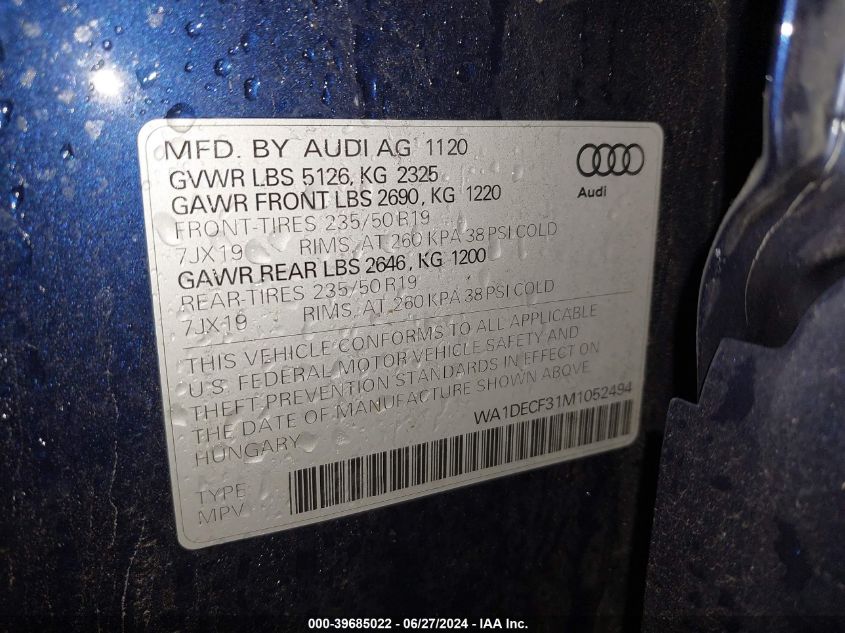 MFD. BY AUDI AG 1120
GVWR LBS 5126, KG 2325
GAWR FRONT LBS 2690, KG 1220
FRONT-TIRES 235/50 R19
7JX19 RIMS, AT 260 KPA 38 PSI COLD
GAWR REAR LBS 2646, KG 1200
REAR-TIRES 235/50 R19
7JX19 RIMS, AT 260 KPA 38 PSI COLD
Audi
THIS VEHICLE CONFORMS TO ALL APPLICABLE
U.S. FEDERAL MOTOR VEHICLE SAFETY AND
THEFT PREVENTION STANDARDS IN EFFECT ON
THE DATE OF MANUFACTURE SHOWN ABOVE
HUNGARY
WA1DECF31M1052494
TYPE
MPV
000-39685022 - 06/27/2024 - IAA Inc.